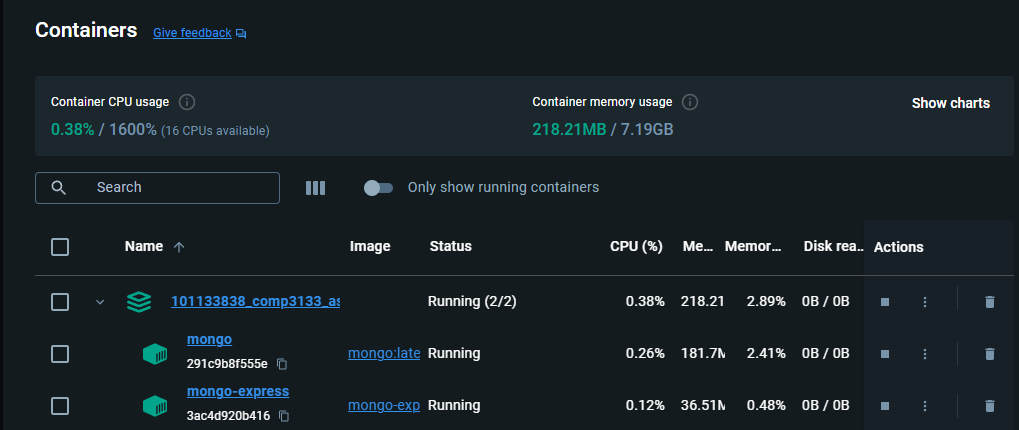 Containers Give feedback
Container CPU usage
0.38% / 1600% (16 CPUs available)
Container memory usage
218.21MB / 7.19GB
Show charts
Search
Only show running containers
Name Image Status CPU (%) Me... Memor... Disk rea... Actions
101133838_comp3133_as Running (2/2) 0.38% 218.21 2.89% 0B / 0B
mongo
291c9b8f555e
mongo:late Running 0.26% 181.7M 2.41% 0B / 0B
mongo-express
3ac4d920b416
mongo-exp Running 0.12% 36.51M 0.48% 0B / 0B